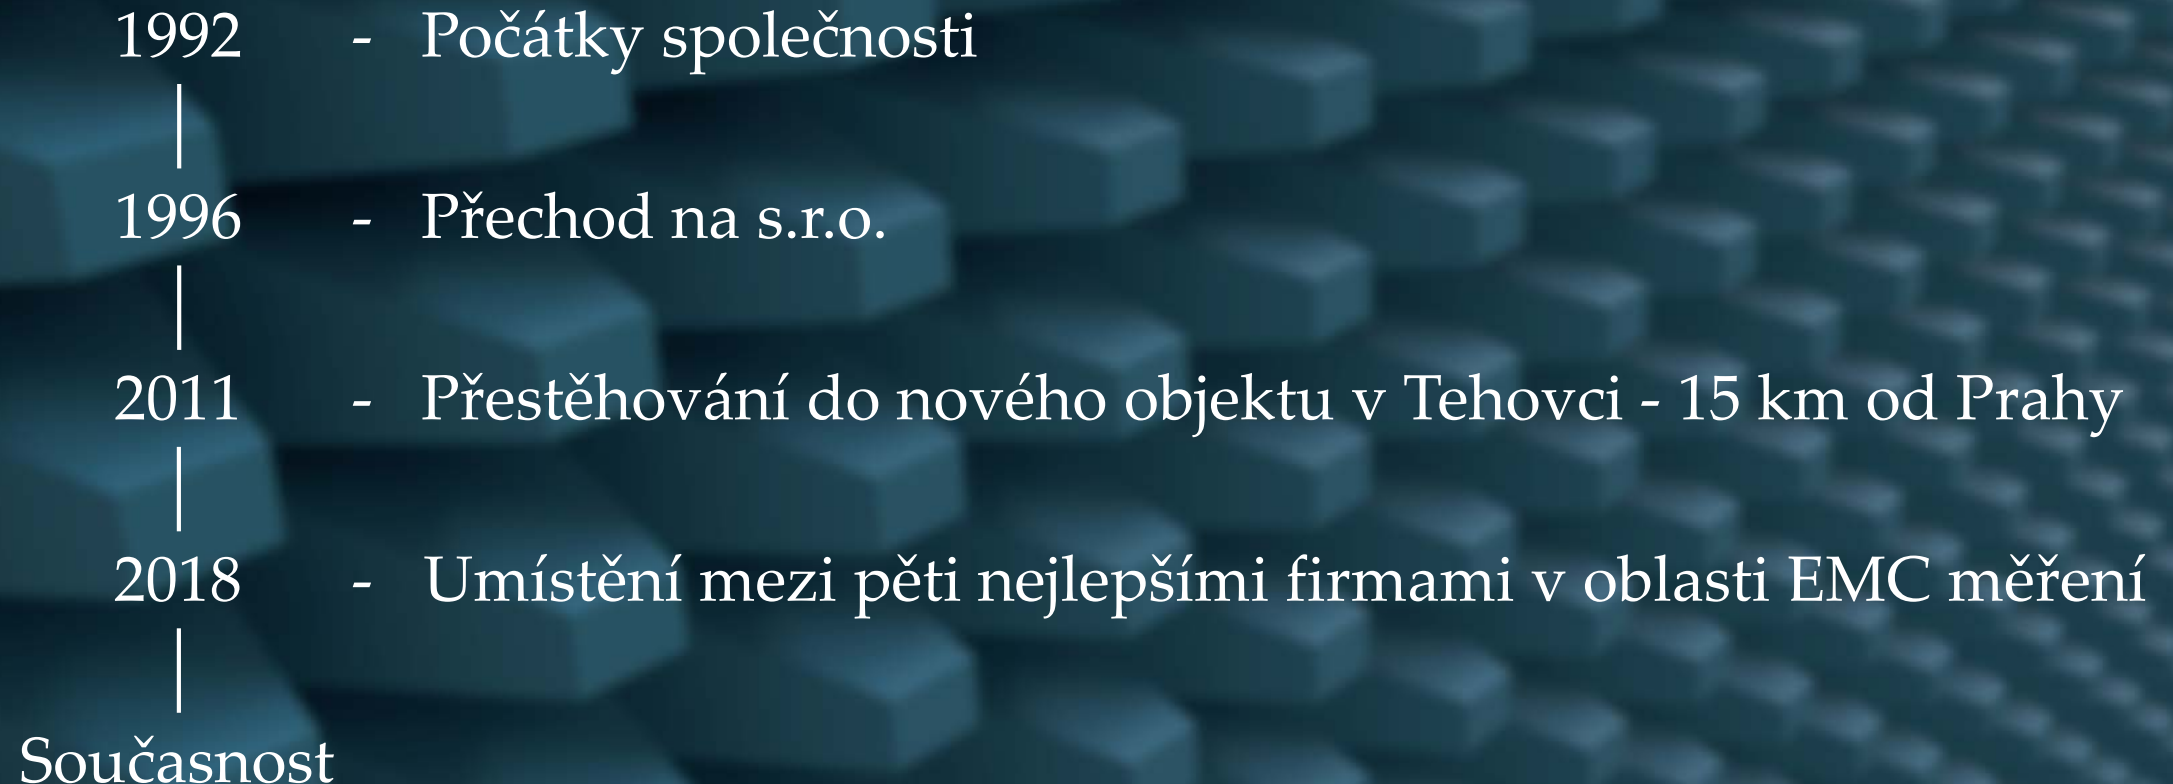 1992 - Počátky společnosti
1996 - Přechod na s.r.o.
2011 - Přestěhování do nového objektu v Tehovci - 15 km od Prahy
2018 - Umístění mezi pěti nejlepšími firmami v oblasti EMC měření
Současnost